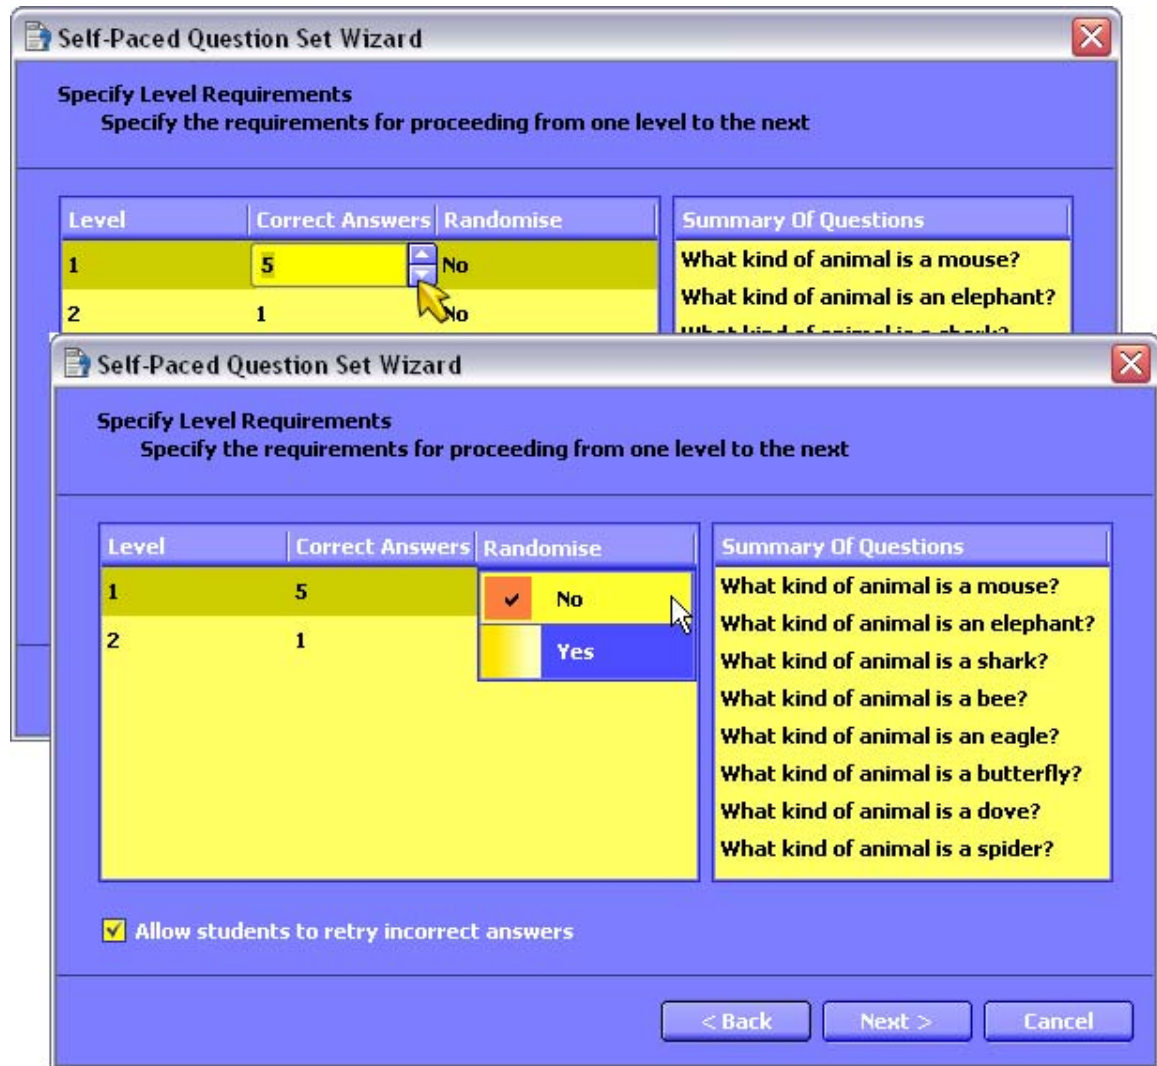 Self-Paced Question Set Wizard
Specify Level Requirements
Specify the requirements for proceeding from one level to the next
Level Correct Answers Randomise Summary Of Questions
1 5 No What kind of animal is a mouse?
2 1 No What kind of animal is an elephant?
What kind of animal is a shark?
Self-Paced Question Set Wizard
Specify Level Requirements
Specify the requirements for proceeding from one level to the next
Level Correct Answers Randomise Summary Of Questions
1 5 No What kind of animal is a mouse?
What kind of animal is an elephant?
2 1 Yes What kind of animal is a shark?
What kind of animal is a bee?
What kind of animal is an eagle?
What kind of animal is a butterfly?
What kind of animal is a dove?
What kind of animal is a spider?
Allow students to retry incorrect answers
< Back Next > Cancel